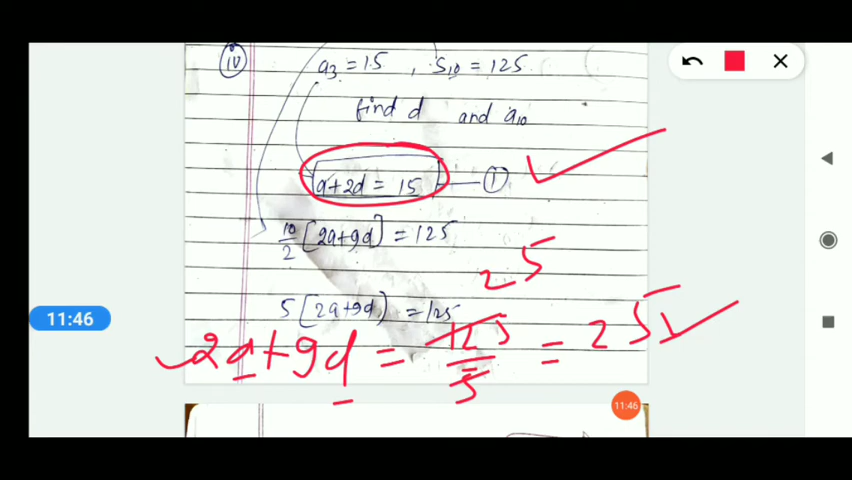 (iv) a₃ = 15 , S₁₀ = 125
find d and a₁₀
a+2d = 15 — ①
10/2 [2a+9d] = 125
25
5 [2a+9d] = 125
2a+9d = 125/5 = 25
11:46
11:46